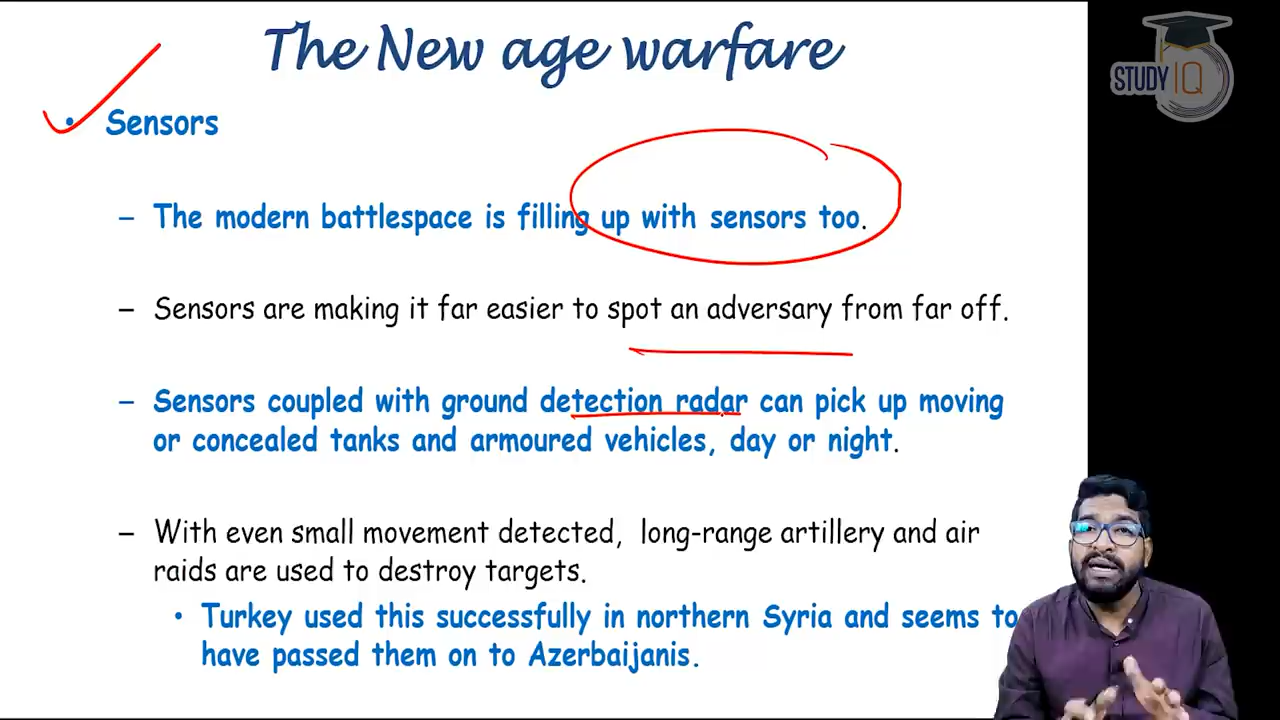 The New age warfare
STUDY IQ
• Sensors
– The modern battlespace is filling up with sensors too.
– Sensors are making it far easier to spot an adversary from far off.
– Sensors coupled with ground detection radar can pick up moving
or concealed tanks and armoured vehicles, day or night.
– With even small movement detected, long-range artillery and air
raids are used to destroy targets.
• Turkey used this successfully in northern Syria and seems to
have passed them on to Azerbaijanis.